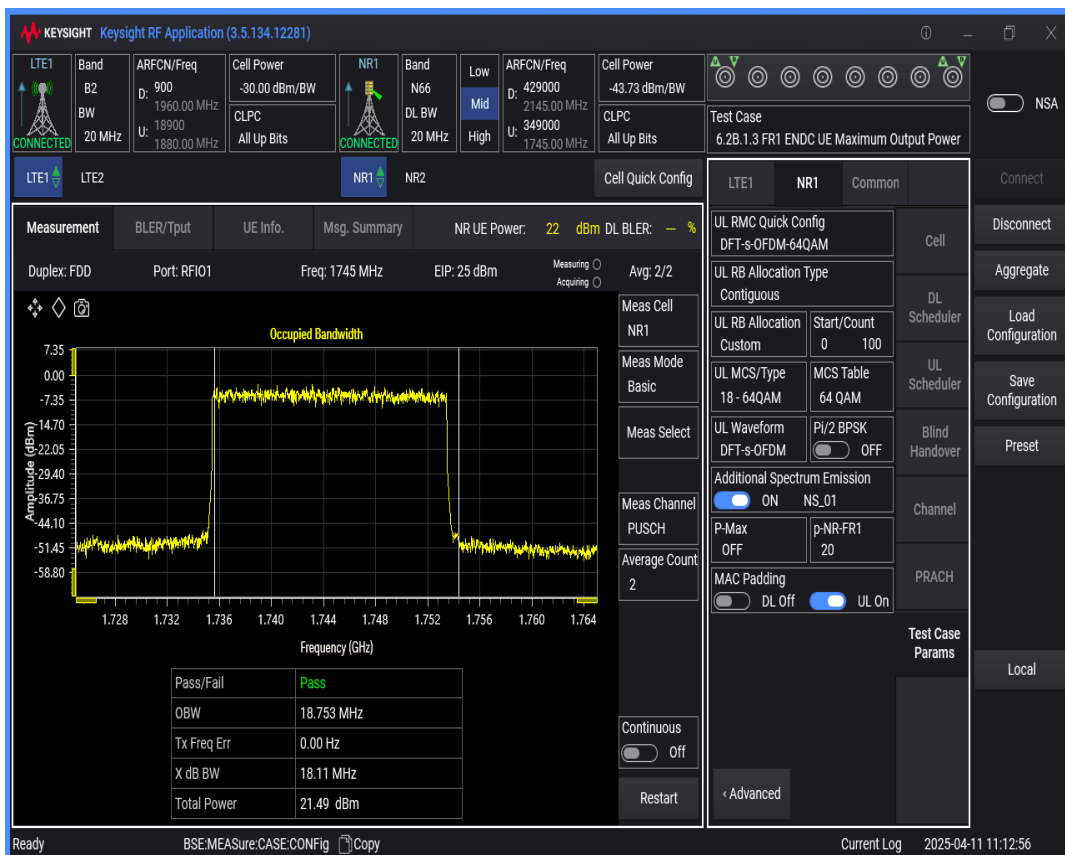 KEYSIGHT Keysight RF Application (3.5.134.12281)
LTE1 Band B2 BW 20 MHz CONNECTED
ARFCN/Freq D: 900 1960.00 MHz U: 18900 1880.00 MHz
Cell Power -30.00 dBm/BW
CLPC All Up Bits
NR1 Band N66 DL BW 20 MHz CONNECTED
Low Mid High
ARFCN/Freq D: 429000 2145.00 MHz U: 349000 1745.00 MHz
Cell Power -43.73 dBm/BW
CLPC All Up Bits
Test Case
6.2B.1.3 FR1 ENDC UE Maximum Output Power
NSA
LTE1 LTE2 NR1 NR2 Cell Quick Config
Measurement BLER/Tput UE Info. Msg. Summary NR UE Power: 22 dBm DL BLER: — %
Duplex: FDD Port: RFIO1 Freq: 1745 MHz EIP: 25 dBm Measuring Acquiring Avg: 2/2
Occupied Bandwidth
Amplitude (dBm)
7.35
0.00
-7.35
-14.70
-22.05
-29.40
-36.75
-44.10
-51.45
-58.80
1.728 1.732 1.736 1.740 1.744 1.748 1.752 1.756 1.760 1.764
Frequency (GHz)
Pass/Fail Pass
OBW 18.753 MHz
Tx Freq Err 0.00 Hz
X dB BW 18.11 MHz
Total Power 21.49 dBm
Meas Cell
NR1
Meas Mode
Basic
Meas Select
Meas Channel
PUSCH
Average Count
2
Continuous
Off
Restart
LTE1 NR1 Common
UL RMC Quick Config
DFT-s-OFDM-64QAM
UL RB Allocation Type
Contiguous
UL RB Allocation Start/Count
Custom 0 100
UL MCS/Type MCS Table
18 - 64QAM 64 QAM
UL Waveform Pi/2 BPSK
DFT-s-OFDM OFF
Additional Spectrum Emission
ON NS_01
P-Max p-NR-FR1
OFF 20
MAC Padding
DL Off UL On
‹ Advanced
Cell
DL Scheduler
UL Scheduler
Blind Handover
Channel
PRACH
Test Case Params
Connect
Disconnect
Aggregate
Load Configuration
Save Configuration
Preset
Local
Ready BSE:MEASure:CASE:CONFig Copy Current Log 2025-04-11 11:12:56